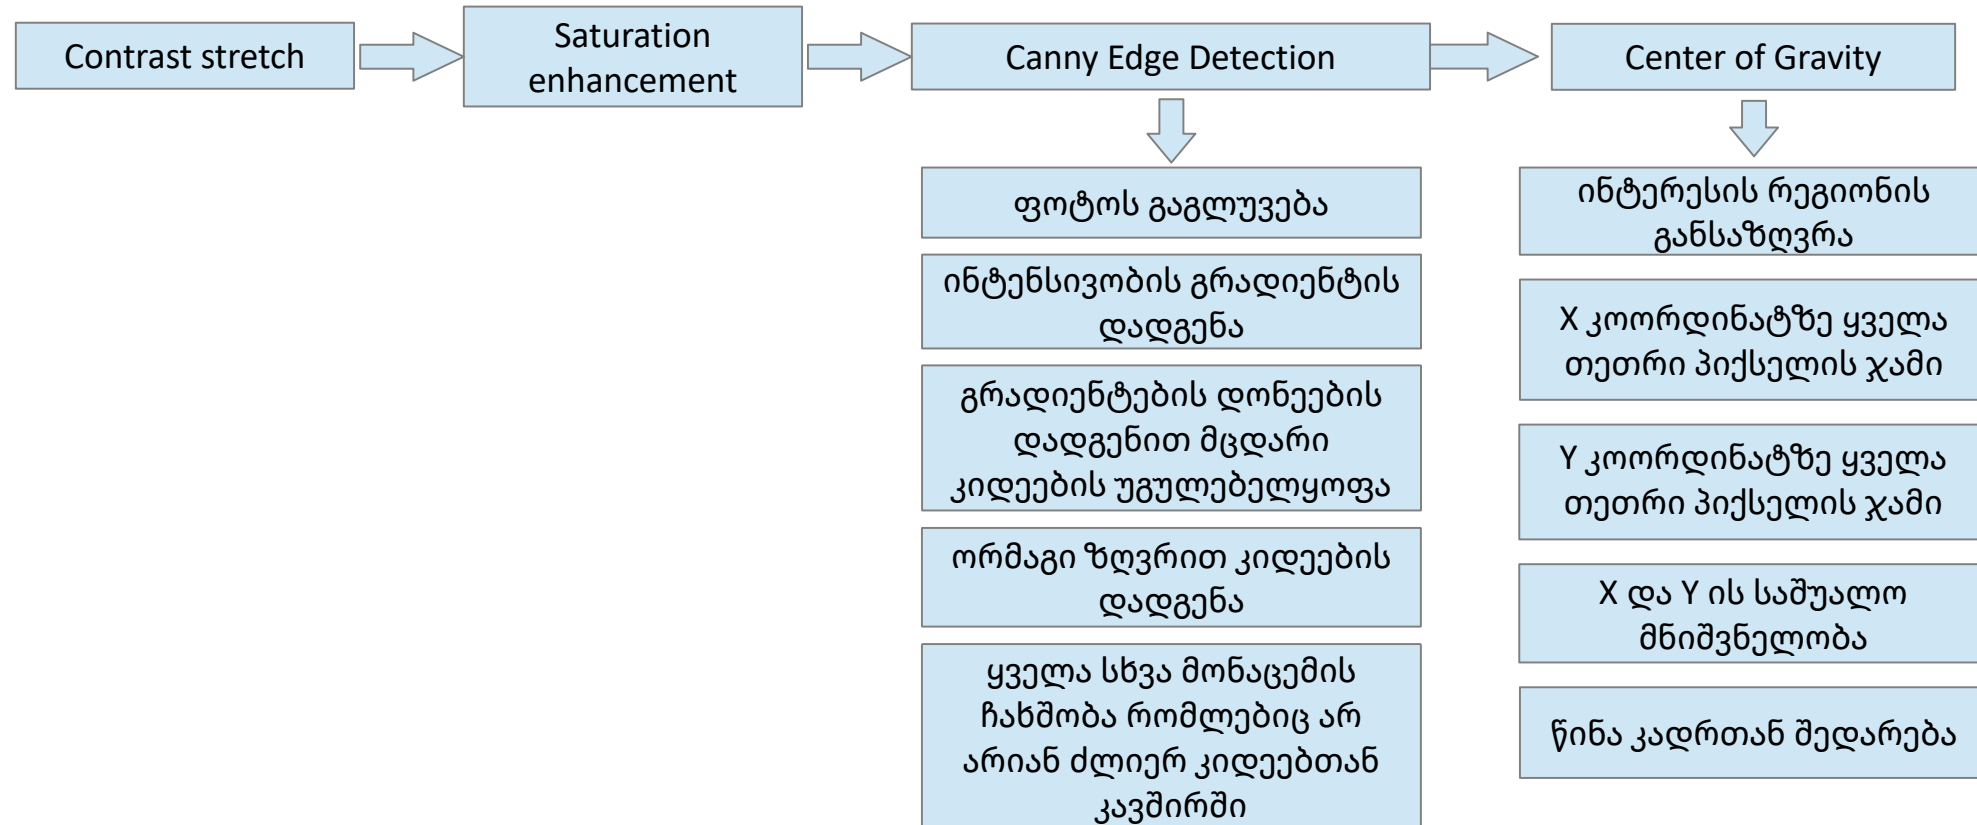 Contrast stretch
Saturation
enhancement
Canny Edge Detection
Center of Gravity
ფოტოს გაგლუვება
ინტენსივობის გრადიენტის
დადგენა
გრადიენტების დონეების
დადგენით მცდარი
კიდეების უგულებელყოფა
ორმაგი ზღვრით კიდეების
დადგენა
ყველა სხვა მონაცემის
ჩახშობა რომლებიც არ
არიან ძლიერ კიდეებთან
კავშირში
ინტერესის რეგიონის
განსაზღვრა
X კოორდინატზე ყველა
თეთრი პიქსელის ჯამი
Y კოორდინატზე ყველა
თეთრი პიქსელის ჯამი
X და Y ის საშუალო
მნიშვნელობა
წინა კადრთან შედარება